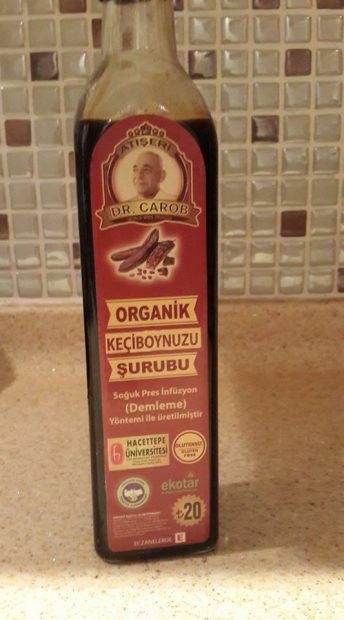 ATIŞERİ
DR. CAROB
ORGANİK
KEÇİBOYNUZU
ŞURUBU
Soğuk Pres İnfüzyon
(Demleme)
Yöntemi ile üretilmiştir
HACETTEPE
ÜNİVERSİTESİ
GLUTENSİZ
GLUTEN
FREE
ekotar
₺20
ECZANELERDE E